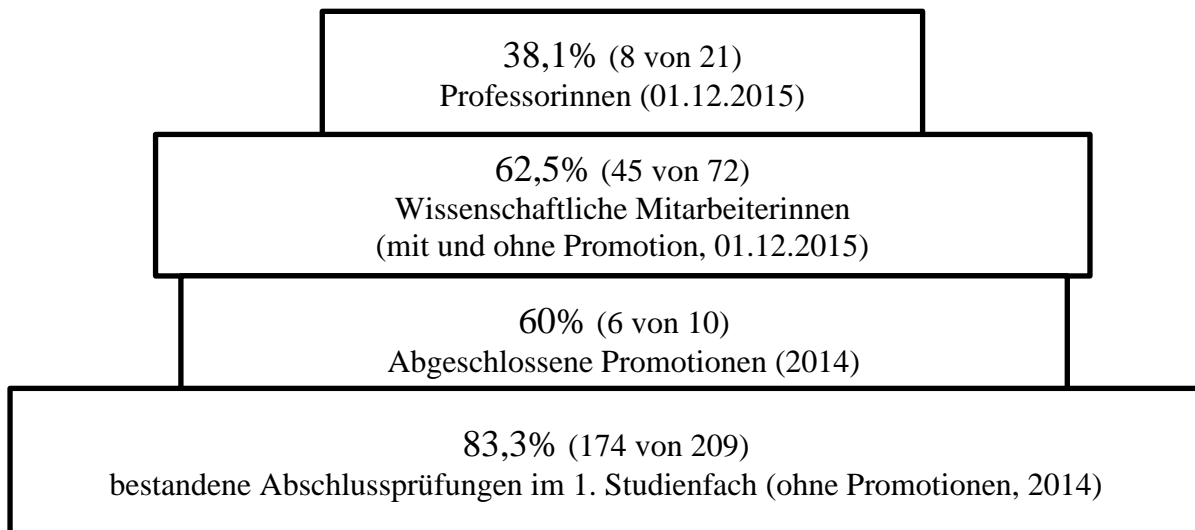 38,1% (8 von 21)
Professorinnen (01.12.2015)
62,5% (45 von 72)
Wissenschaftliche Mitarbeiterinnen
(mit und ohne Promotion, 01.12.2015)
60% (6 von 10)
Abgeschlossene Promotionen (2014)
83,3% (174 von 209)
bestandene Abschlussprüfungen im 1. Studienfach (ohne Promotionen, 2014)